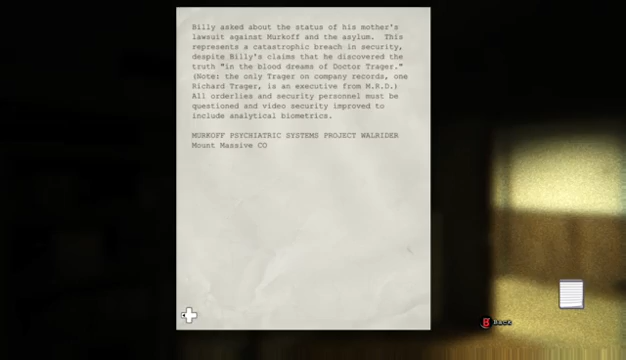 Billy asked about the status of his mother's
lawsuit against Murkoff and the asylum. This
represents a catastrophic breach in security,
despite Billy's claims that he discovered the
truth "in the blood dreams of Doctor Trager."
(Note: the only Trager on company records, one
Richard Trager, is an executive from M.R.D.)
All orderlies and security personnel must be
questioned and video security improved to
include analytical biometrics.
MURKOFF PSYCHIATRIC SYSTEMS PROJECT WALRIDER
Mount Massive CO
B Back